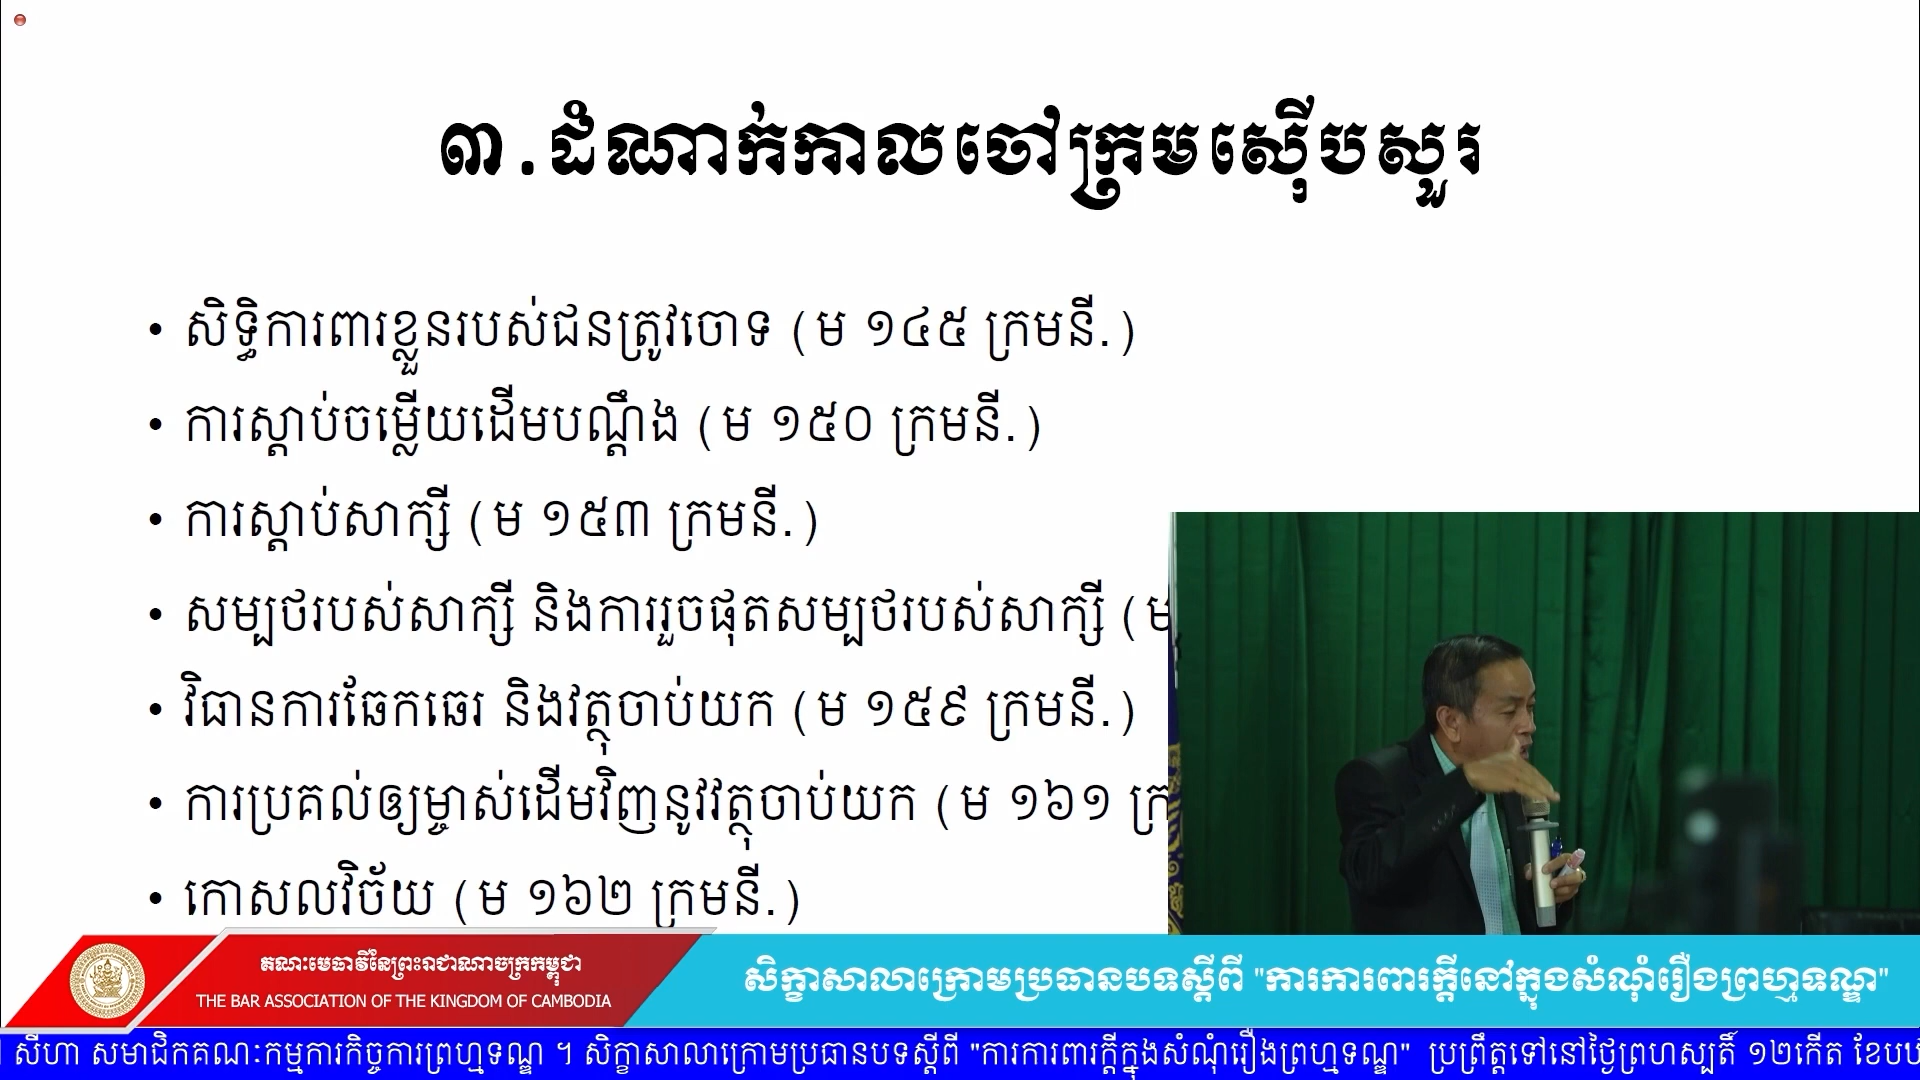 ៣.ដំណាក់កាលចៅក្រមស៊ើបសួរ
• សិទ្ធិការពារខ្លួនរបស់ជនត្រូវចោទ (ម ១៤៥ ក្រមនី.)
• ការស្តាប់ចម្លើយដើមបណ្តឹង (ម ១៥០ ក្រមនី.)
• ការស្តាប់សាក្សី (ម ១៥៣ ក្រមនី.)
• សម្បថរបស់សាក្សី និងការរួចផុតសម្បថរបស់សាក្សី (ម
• វិធានការឆែកឆេរ និងវត្ថុចាប់យក (ម ១៥៩ ក្រមនី.)
• ការប្រគល់ឲ្យម្ចាស់ដើមវិញនូវវត្ថុចាប់យក (ម ១៦១ ក្រ
• កោសលវិច័យ (ម ១៦២ ក្រមនី.)
គណៈមេធាវីនៃព្រះរាជាណាចក្រកម្ពុជា
THE BAR ASSOCIATION OF THE KINGDOM OF CAMBODIA
សិក្ខាសាលាក្រោមប្រធានបទស្តីពី "ការការពារក្តីនៅក្នុងសំណុំរឿងព្រហ្មទណ្ឌ"
សីហា សមាជិកគណៈកម្មការកិច្ចការព្រហ្មទណ្ឌ ។ សិក្ខាសាលាក្រោមប្រធានបទស្តីពី "ការការពារក្តីក្នុងសំណុំរឿងព្រហ្មទណ្ឌ" ប្រព្រឹត្តទៅនៅថ្ងៃព្រហស្បតិ៍ ១២កើត